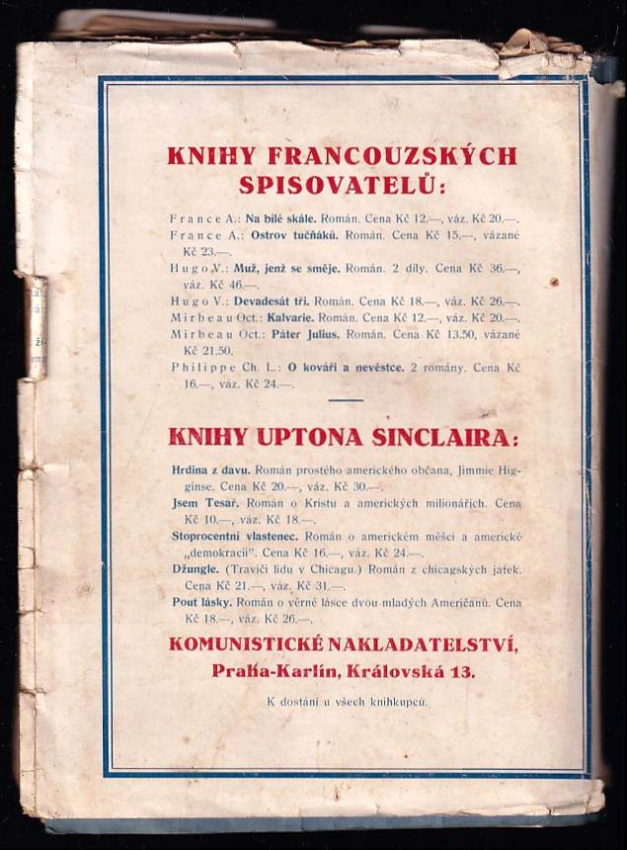 KNIHY FRANCOUZSKÝCH
SPISOVATELŮ:
France A.: Na bílé skále. Román. Cena Kč 12.—, váz. Kč 20.—.
France A.: Ostrov tučňáků. Román. Cena Kč 15,—, vázané
Kč 23.—.
Hugo V.: Muž, jenž se směje. Román. 2 díly. Cena Kč 36.—,
váz. Kč 46.—.
Hugo V.: Devadesát tři. Román. Cena Kč 18.—, váz. Kč 26.—.
Mirbeau Oct.: Kalvarie. Román. Cena Kč 12.—, váz. Kč 20.—.
Mirbeau Oct.: Páter Julius. Román. Cena Kč 13.50, vázané
Kč 21.50.
Philippe Ch. L.: O kováři a nevěstce. 2 romány. Cena Kč
16.—, váz. Kč 24.—.
KNIHY UPTONA SINCLAIRA:
Hrdina z davu. Román prostého amerického občana, Jimmie Hig-
ginse. Cena Kč 20.—, váz. Kč 30.—.
Jsem Tesař. Román o Kristu a amerických milionářích. Cena
Kč 10.—, váz. Kč 18.—.
Stoprocentní vlastenec. Román o americkém měšci a americké
„demokracii". Cena Kč 16.—, váz. Kč 24.—.
Džungle. (Traviči lidu v Chicagu.) Román z chicagských jatek.
Cena Kč 21.—, váz. Kč 31.—.
Pout lásky. Román o věrné lásce dvou mladých Američanů. Cena
Kč 18.—, váz. Kč 26.—.
KOMUNISTICKÉ NAKLADATELSTVÍ,
Praha-Karlín, Královská 13.
K dostání u všech knihkupců.